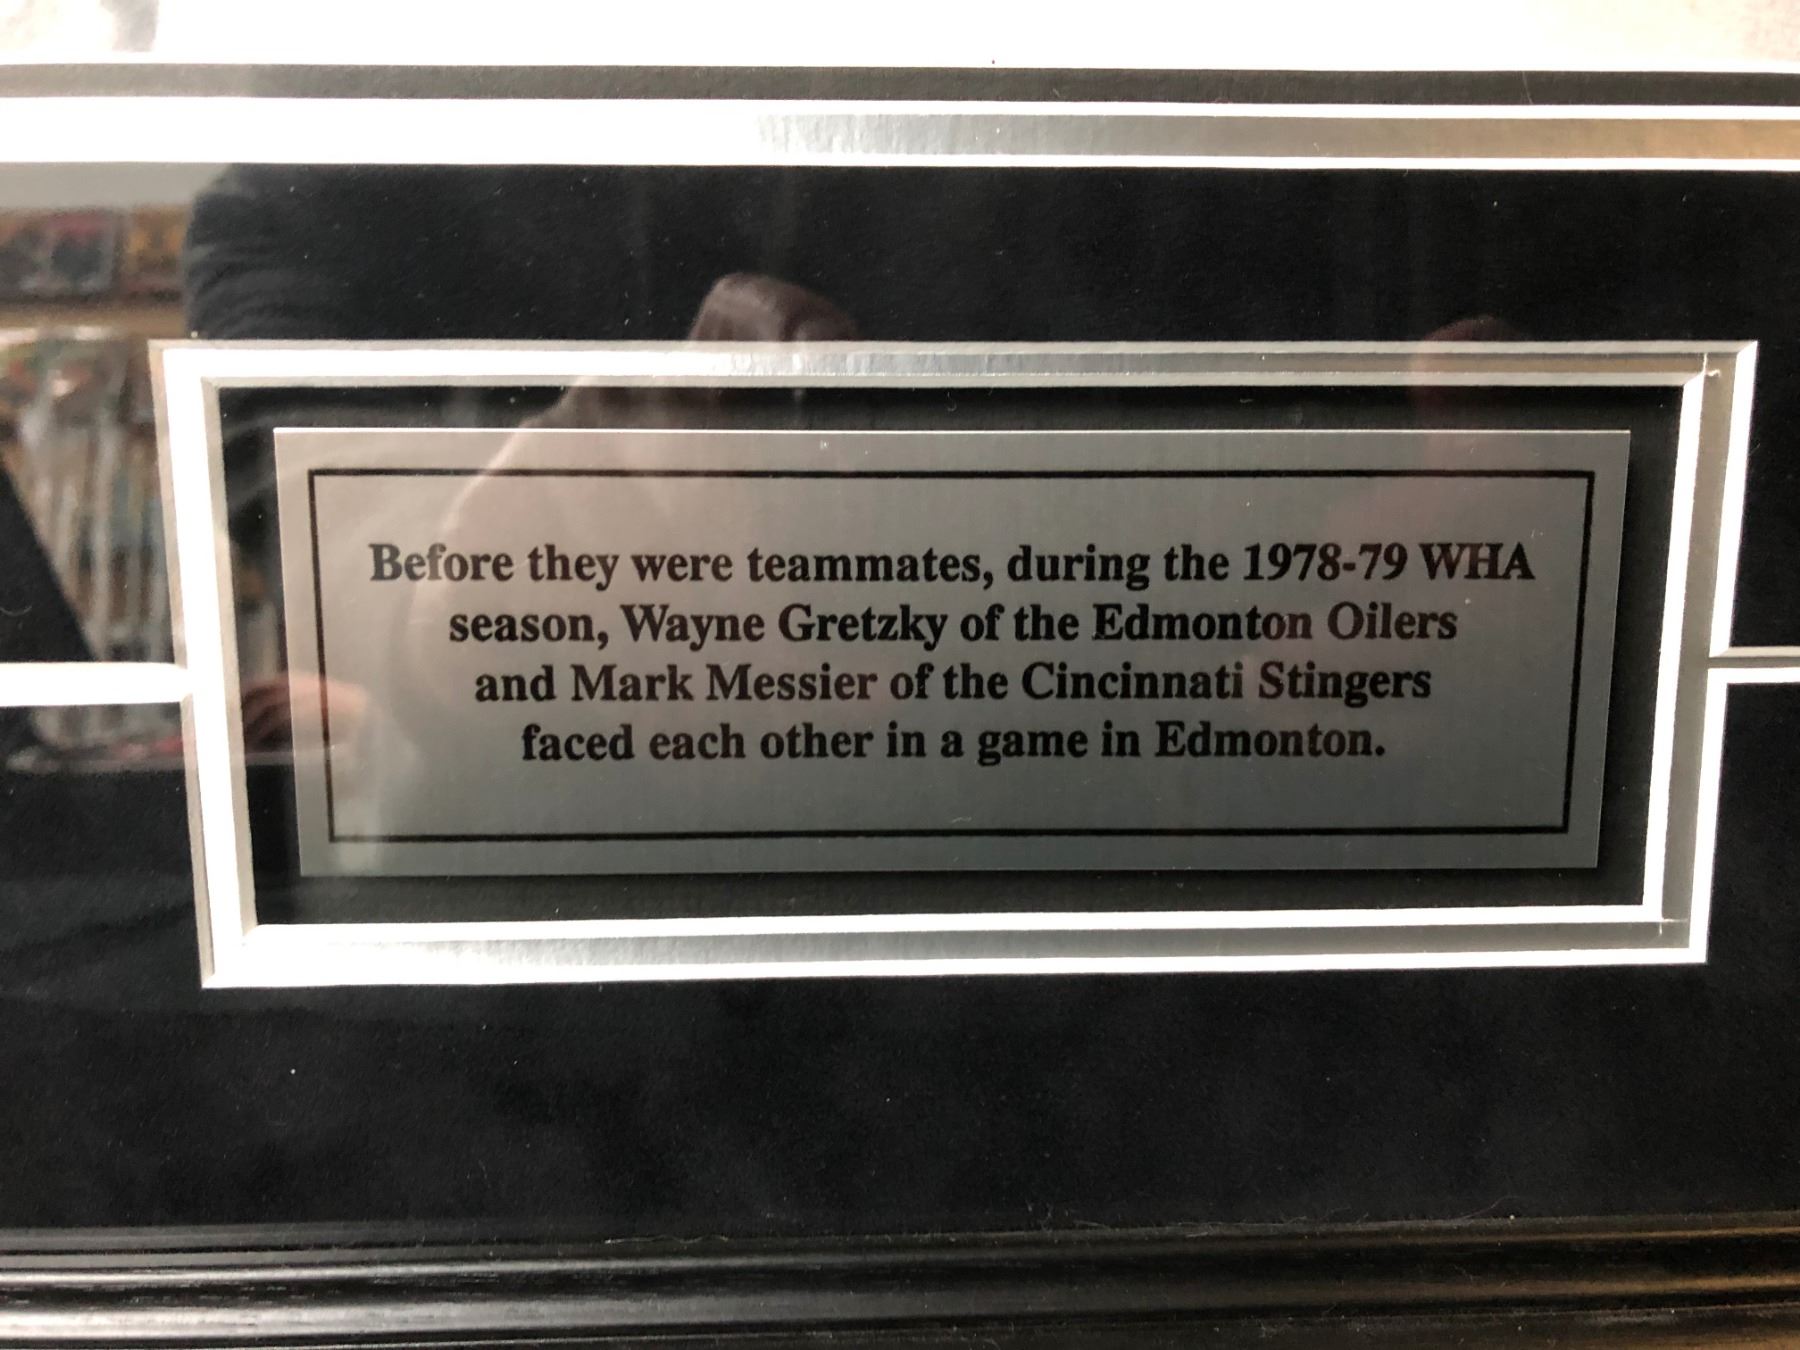 Before they were teammates, during the 1978-79 WHA
season, Wayne Gretzky of the Edmonton Oilers
and Mark Messier of the Cincinnati Stingers
faced each other in a game in Edmonton.